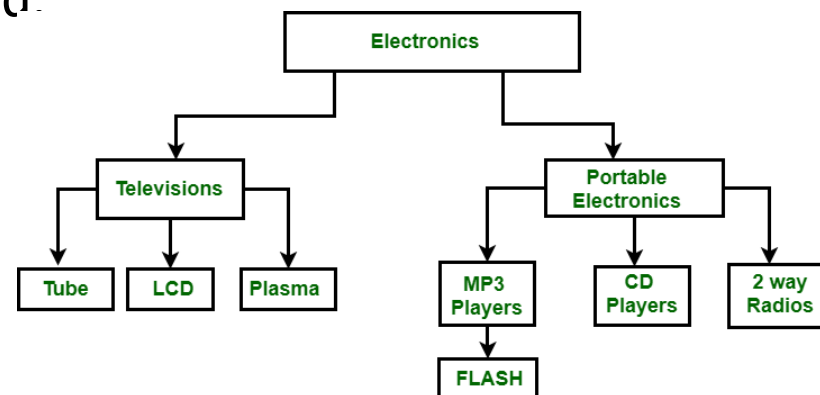 Electronics
Televisions
Portable
Electronics
Tube
LCD
Plasma
MP3
Players
CD
Players
2 way
Radios
FLASH